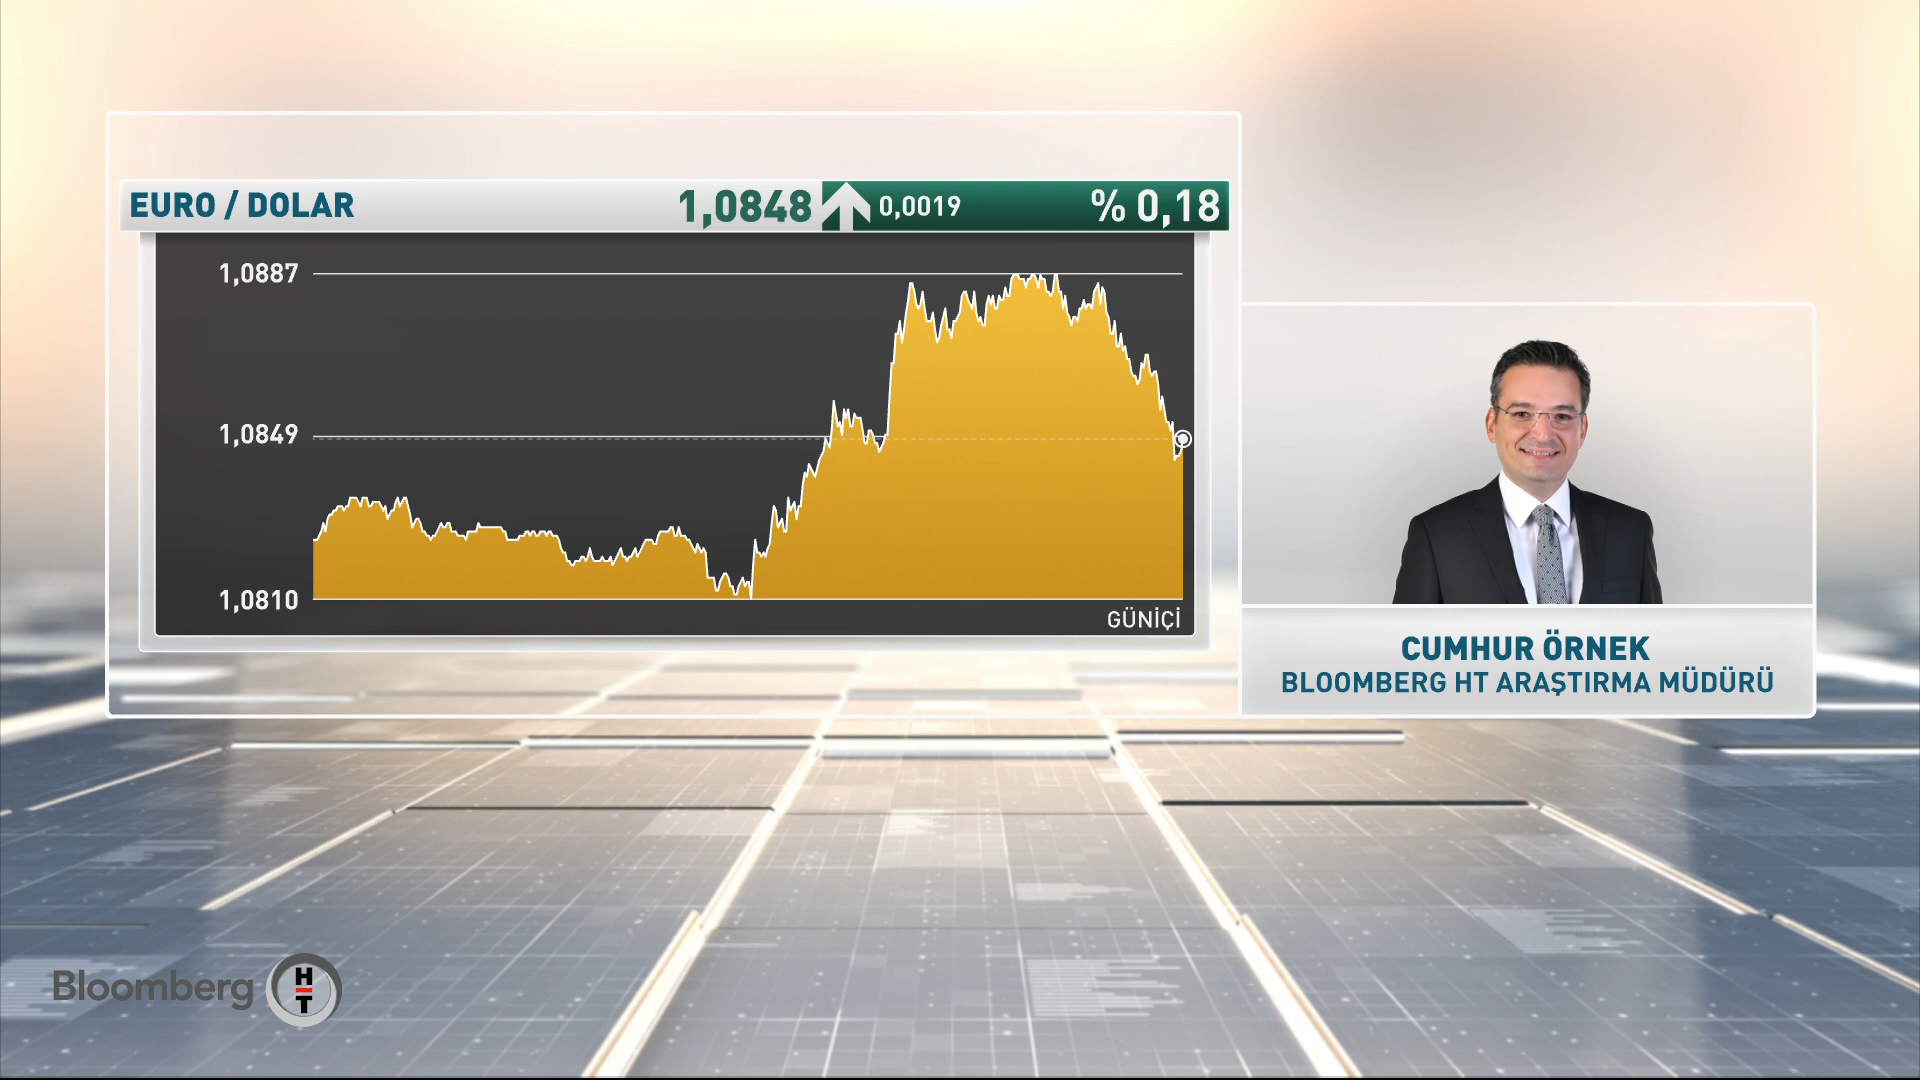 EURO / DOLAR 1,0848 0,0019 % 0,18
1,0887
1,0849
1,0810
GÜNİÇİ
CUMHUR ÖRNEK
BLOOMBERG HT ARAŞTIRMA MÜDÜRÜ
Bloomberg HT